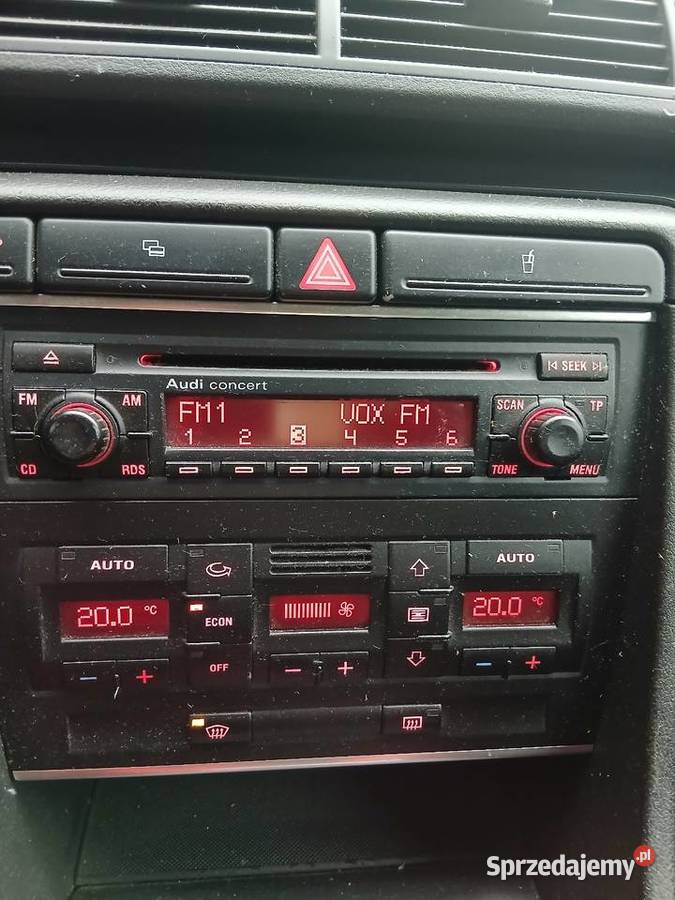 SEEK
Audi concert
FM AM
FM1 VOX FM
SCAN TP
1 2 3 4 5 6
CD RDS
TONE MENU
AUTO
AUTO
20.0 °C
ECON
20.0 °C
OFF
Sprzedajemy.pl